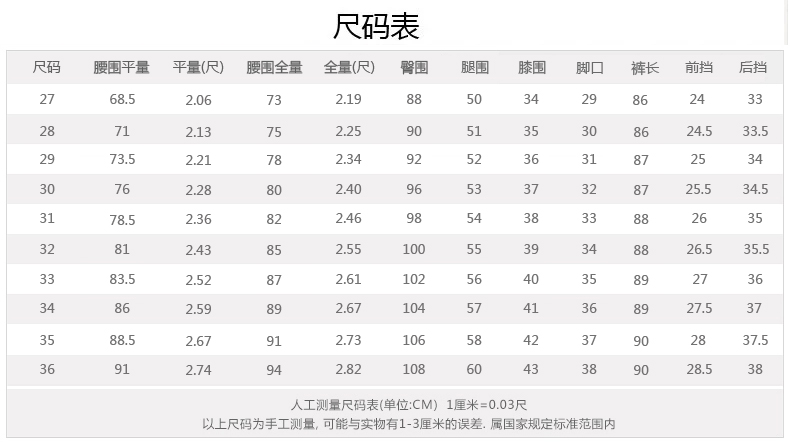 尺码表
尺码 腰围平量 平量(尺) 腰围全量 全量(尺) 臀围 腿围 膝围 脚口 裤长 前挡 后挡
27 68.5 2.06 73 2.19 88 50 34 29 86 24 33
28 71 2.13 75 2.25 90 51 35 30 86 24.5 33.5
29 73.5 2.21 78 2.34 92 52 36 31 87 25 34
30 76 2.28 80 2.40 96 53 37 32 87 25.5 34.5
31 78.5 2.36 82 2.46 98 54 38 33 88 26 35
32 81 2.43 85 2.55 100 55 39 34 88 26.5 35.5
33 83.5 2.52 87 2.61 102 56 40 35 89 27 36
34 86 2.59 89 2.67 104 57 41 36 89 27.5 37
35 88.5 2.67 91 2.73 106 58 42 37 90 28 37.5
36 91 2.74 94 2.82 108 60 43 38 90 28.5 38
人工测量尺码表(单位:CM) 1厘米=0.03尺
以上尺码为手工测量, 可能与实物有1-3厘米的误差. 属国家规定标准范围内